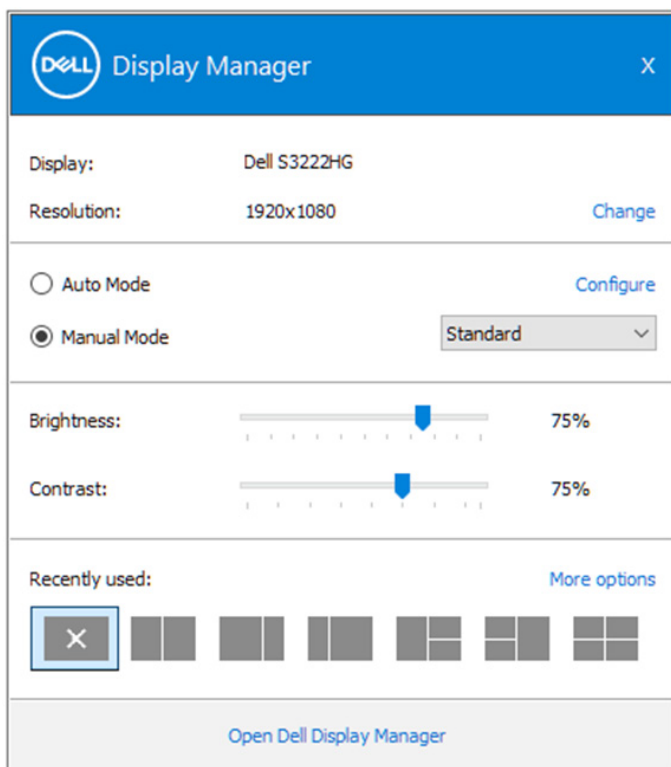 DELL Display Manager X
Display: Dell S3222HG
Resolution: 1920x1080 Change
Auto Mode Configure
Manual Mode Standard
Brightness: 75%
Contrast: 75%
Recently used: More options
Open Dell Display Manager